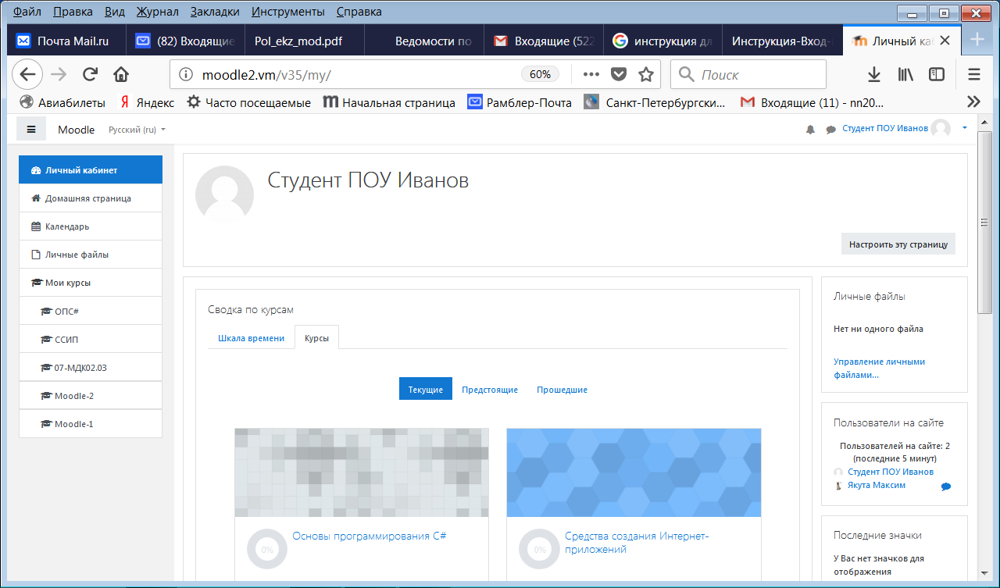 Файл Правка Вид Журнал Закладки Инструменты Справка
Почта Mail.ru
(82) Входящие
Pol_ekz_mod.pdf
Ведомости по
Входящие (522
инструкция дл
Инструкция-Вход-
Личный каб
moodle2.vm/v35/my/
60%
Поиск
Авиабилеты
Яндекс
Часто посещаемые
Начальная страница
Рамблер-Почта
Санкт-Петербургски...
Входящие (11) - nn20...
Moodle
Русский (ru)
Студент ПОУ Иванов
Личный кабинет
Домашняя страница
Календарь
Личные файлы
Мои курсы
ОПС#
ССИП
07-МДК02.03
Moodle-2
Moodle-1
Студент ПОУ Иванов
Настроить эту страницу
Сводка по курсам
Шкала времени
Курсы
Текущие
Предстоящие
Прошедшие
0%
Основы программирования C#
0%
Средства создания Интернет-
приложений
Личные файлы
Нет ни одного файла
Управление личными
файлами...
Пользователи на сайте
Пользователей на сайте: 2
(последние 5 минут)
Студент ПОУ Иванов
Якута Максим
Последние значки
У Вас нет значков для
отображения